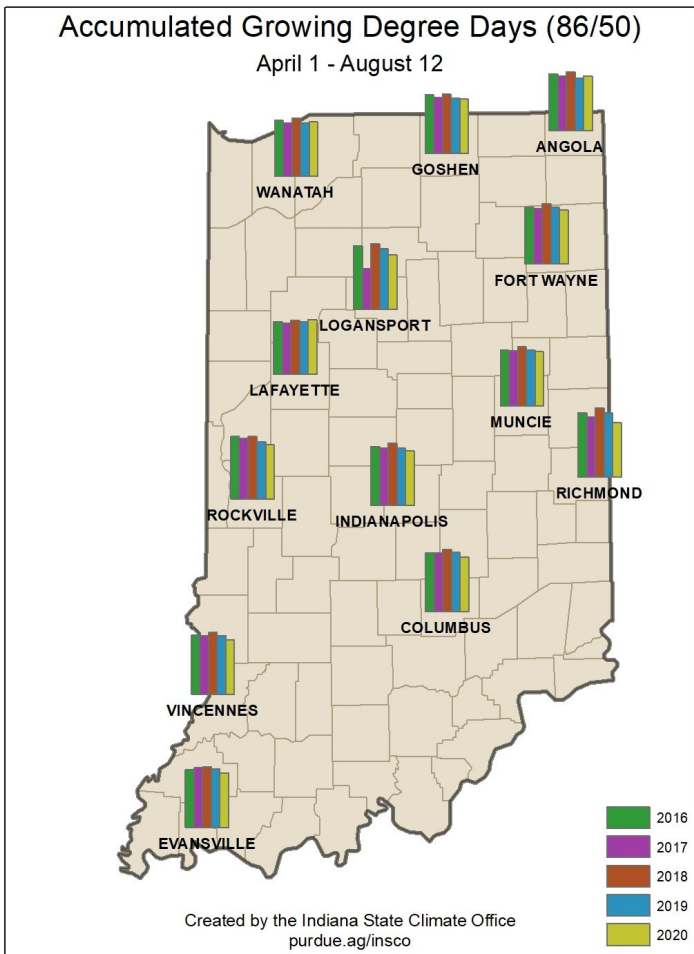 Accumulated Growing Degree Days (86/50)
April 1 - August 12
ANGOLA
GOSHEN
WANATAH
FORT WAYNE
LOGANSPORT
LAFAYETTE
MUNCIE
RICHMOND
ROCKVILLE
INDIANAPOLIS
COLUMBUS
VINCENNES
EVANSVILLE
2016
2017
2018
2019
2020
Created by the Indiana State Climate Office
purdue.ag/insco